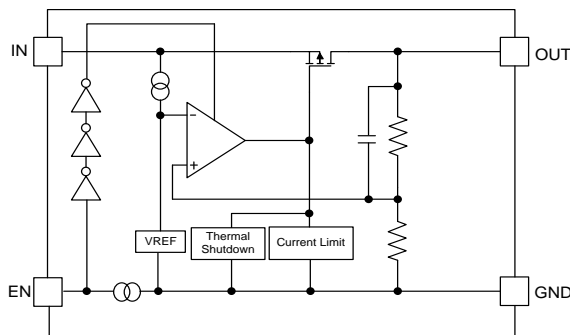 IN
OUT
−
+
VREF
Thermal
Shutdown
Current Limit
EN
GND